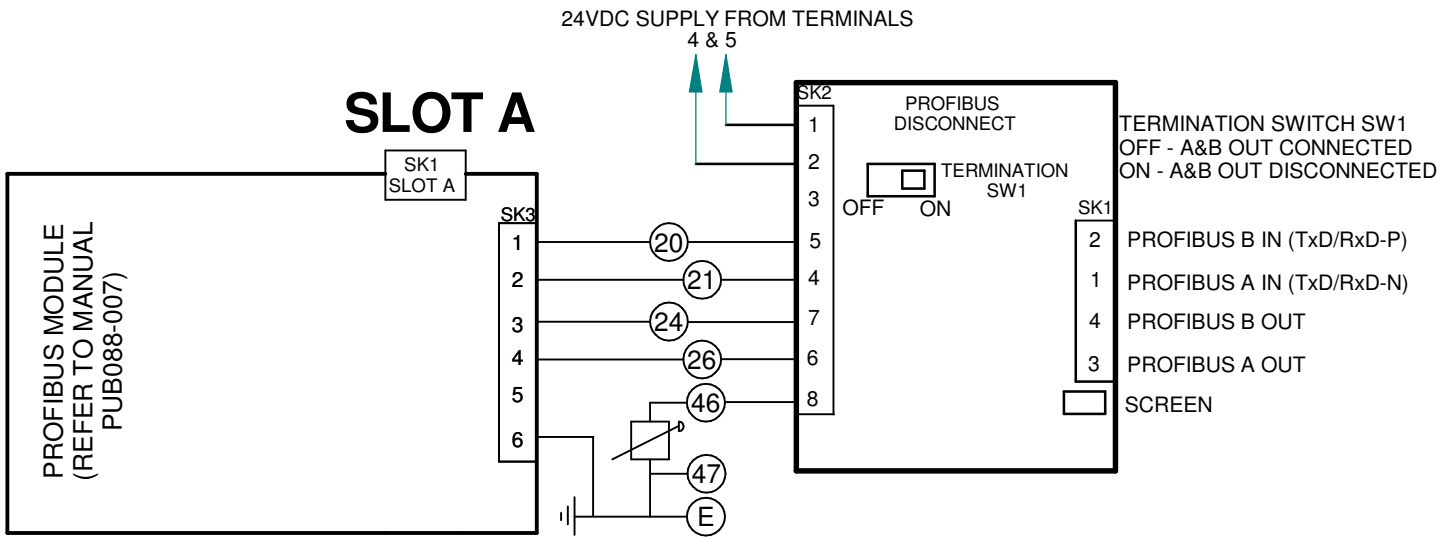 24VDC SUPPLY FROM TERMINALS
4 & 5
SLOT A
SK1
SLOT A
PROFIBUS MODULE
(REFER TO MANUAL
PUB088-007)
SK3
1
2
3
4
5
6
20
21
24
26
46
47
E
SK2
1
2
3
5
4
7
6
8
PROFIBUS
DISCONNECT
TERMINATION
SW1
OFF
ON
SK1
2
1
4
3
TERMINATION SWITCH SW1
OFF - A&B OUT CONNECTED
ON - A&B OUT DISCONNECTED
PROFIBUS B IN (TxD/RxD-P)
PROFIBUS A IN (TxD/RxD-N)
PROFIBUS B OUT
PROFIBUS A OUT
SCREEN